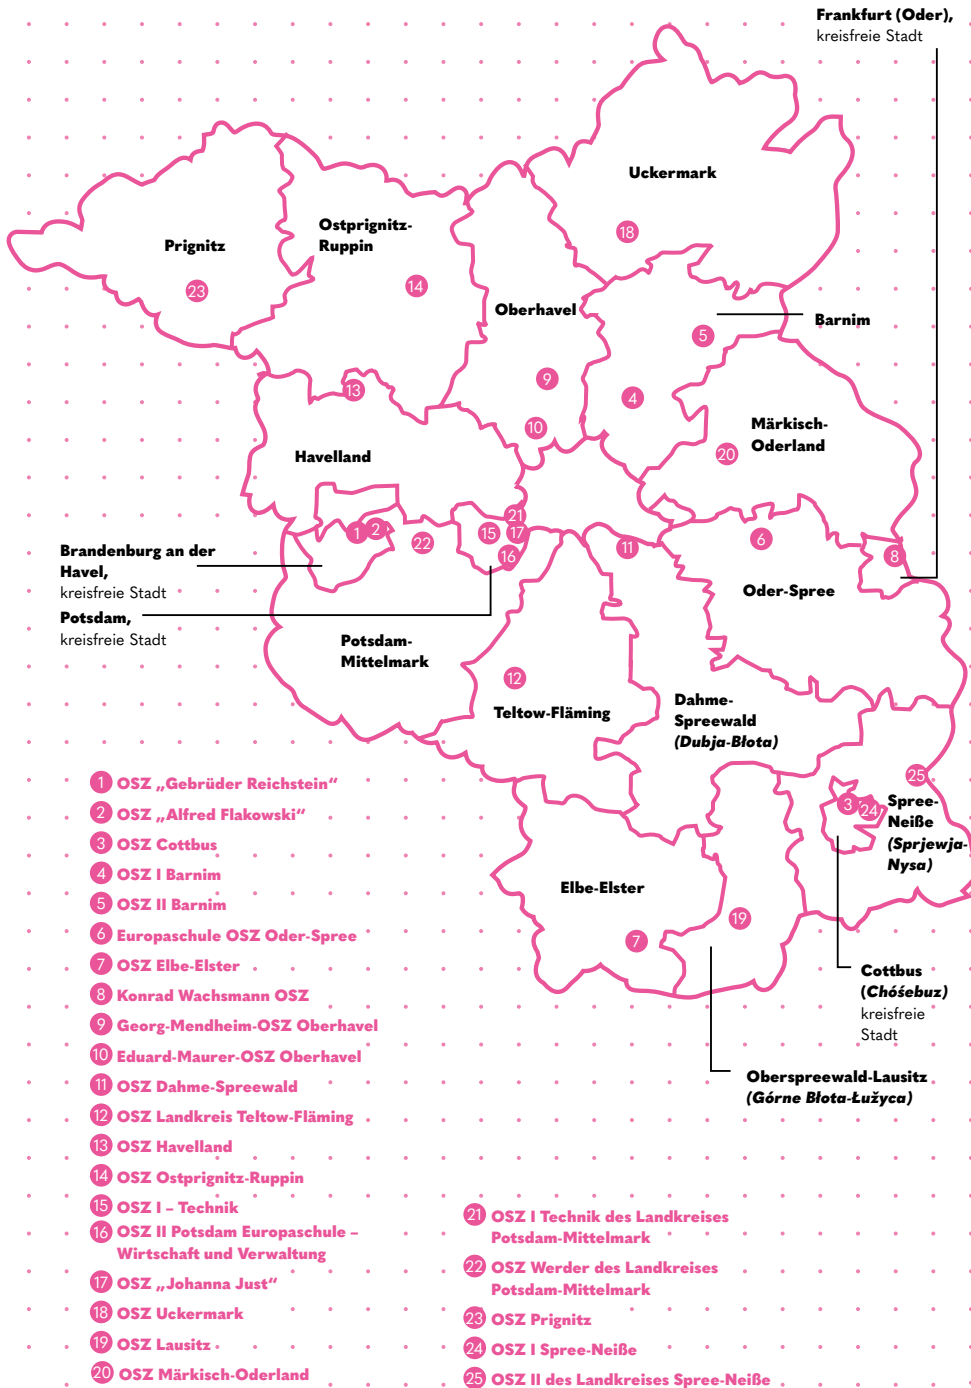 Frankfurt (Oder),
kreisfreie Stadt
Uckermark
18
Ostprignitz-
Ruppin
14
Prignitz
23
Oberhavel
Barnim
5
9
4
13
10
Märkisch-
Oderland
20
Havelland
21
1
2
22
15
17
16
11
6
8
Brandenburg an der
Havel,
kreisfreie Stadt
Potsdam,
kreisfreie Stadt
Oder-Spree
Potsdam-
Mittelmark
12
Teltow-Fläming
Dahme-
Spreewald
(Dubja-Błota)
25
3
24
Spree-
Neiße
(Sprjewja-
Nysa)
Elbe-Elster
7
19
Cottbus
(Chóśebuz)
kreisfreie
Stadt
Oberspreewald-Lausitz
(Górne Błota-Łužyca)
1 OSZ „Gebrüder Reichstein“
2 OSZ „Alfred Flakowski“
3 OSZ Cottbus
4 OSZ I Barnim
5 OSZ II Barnim
6 Europaschule OSZ Oder-Spree
7 OSZ Elbe-Elster
8 Konrad Wachsmann OSZ
9 Georg-Mendheim-OSZ Oberhavel
10 Eduard-Maurer-OSZ Oberhavel
11 OSZ Dahme-Spreewald
12 OSZ Landkreis Teltow-Fläming
13 OSZ Havelland
14 OSZ Ostprignitz-Ruppin
15 OSZ I – Technik
16 OSZ II Potsdam Europaschule –
Wirtschaft und Verwaltung
17 OSZ „Johanna Just“
18 OSZ Uckermark
19 OSZ Lausitz
20 OSZ Märkisch-Oderland
21 OSZ I Technik des Landkreises
Potsdam-Mittelmark
22 OSZ Werder des Landkreises
Potsdam-Mittelmark
23 OSZ Prignitz
24 OSZ I Spree-Neiße
25 OSZ II des Landkreises Spree-Neiße